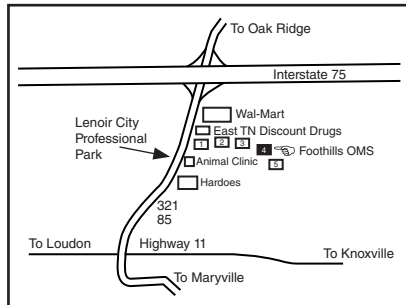 To Oak Ridge
Interstate 75
Wal-Mart
Lenoir City
Professional
Park
East TN Discount Drugs
1 2 3 4 Foothills OMS
Animal Clinic
5
Hardoes
321
85
To Loudon Highway 11
To Knoxville
To Maryville